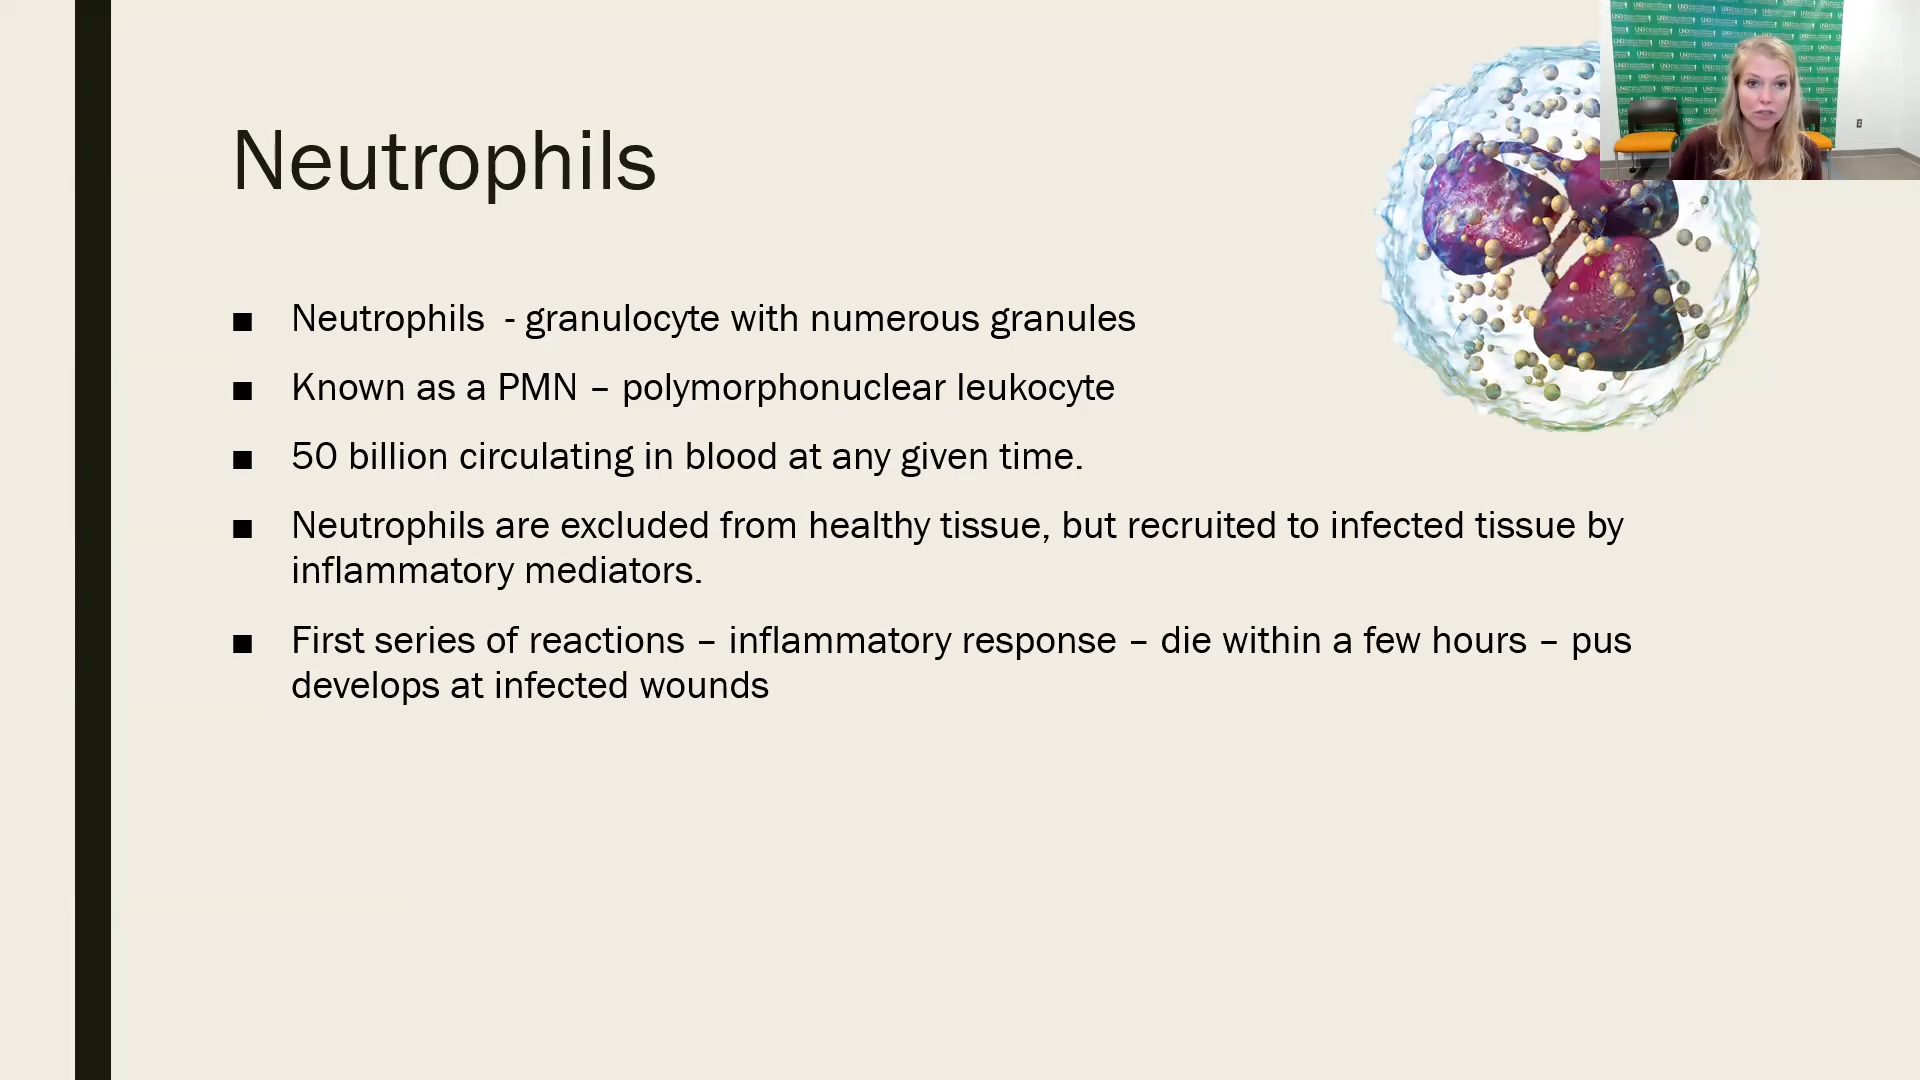 Neutrophils
■ Neutrophils  - granulocyte with numerous granules
■ Known as a PMN – polymorphonuclear leukocyte
■ 50 billion circulating in blood at any given time.
■ Neutrophils are excluded from healthy tissue, but recruited to infected tissue by
inflammatory mediators.
■ First series of reactions – inflammatory response – die within a few hours – pus
develops at infected wounds